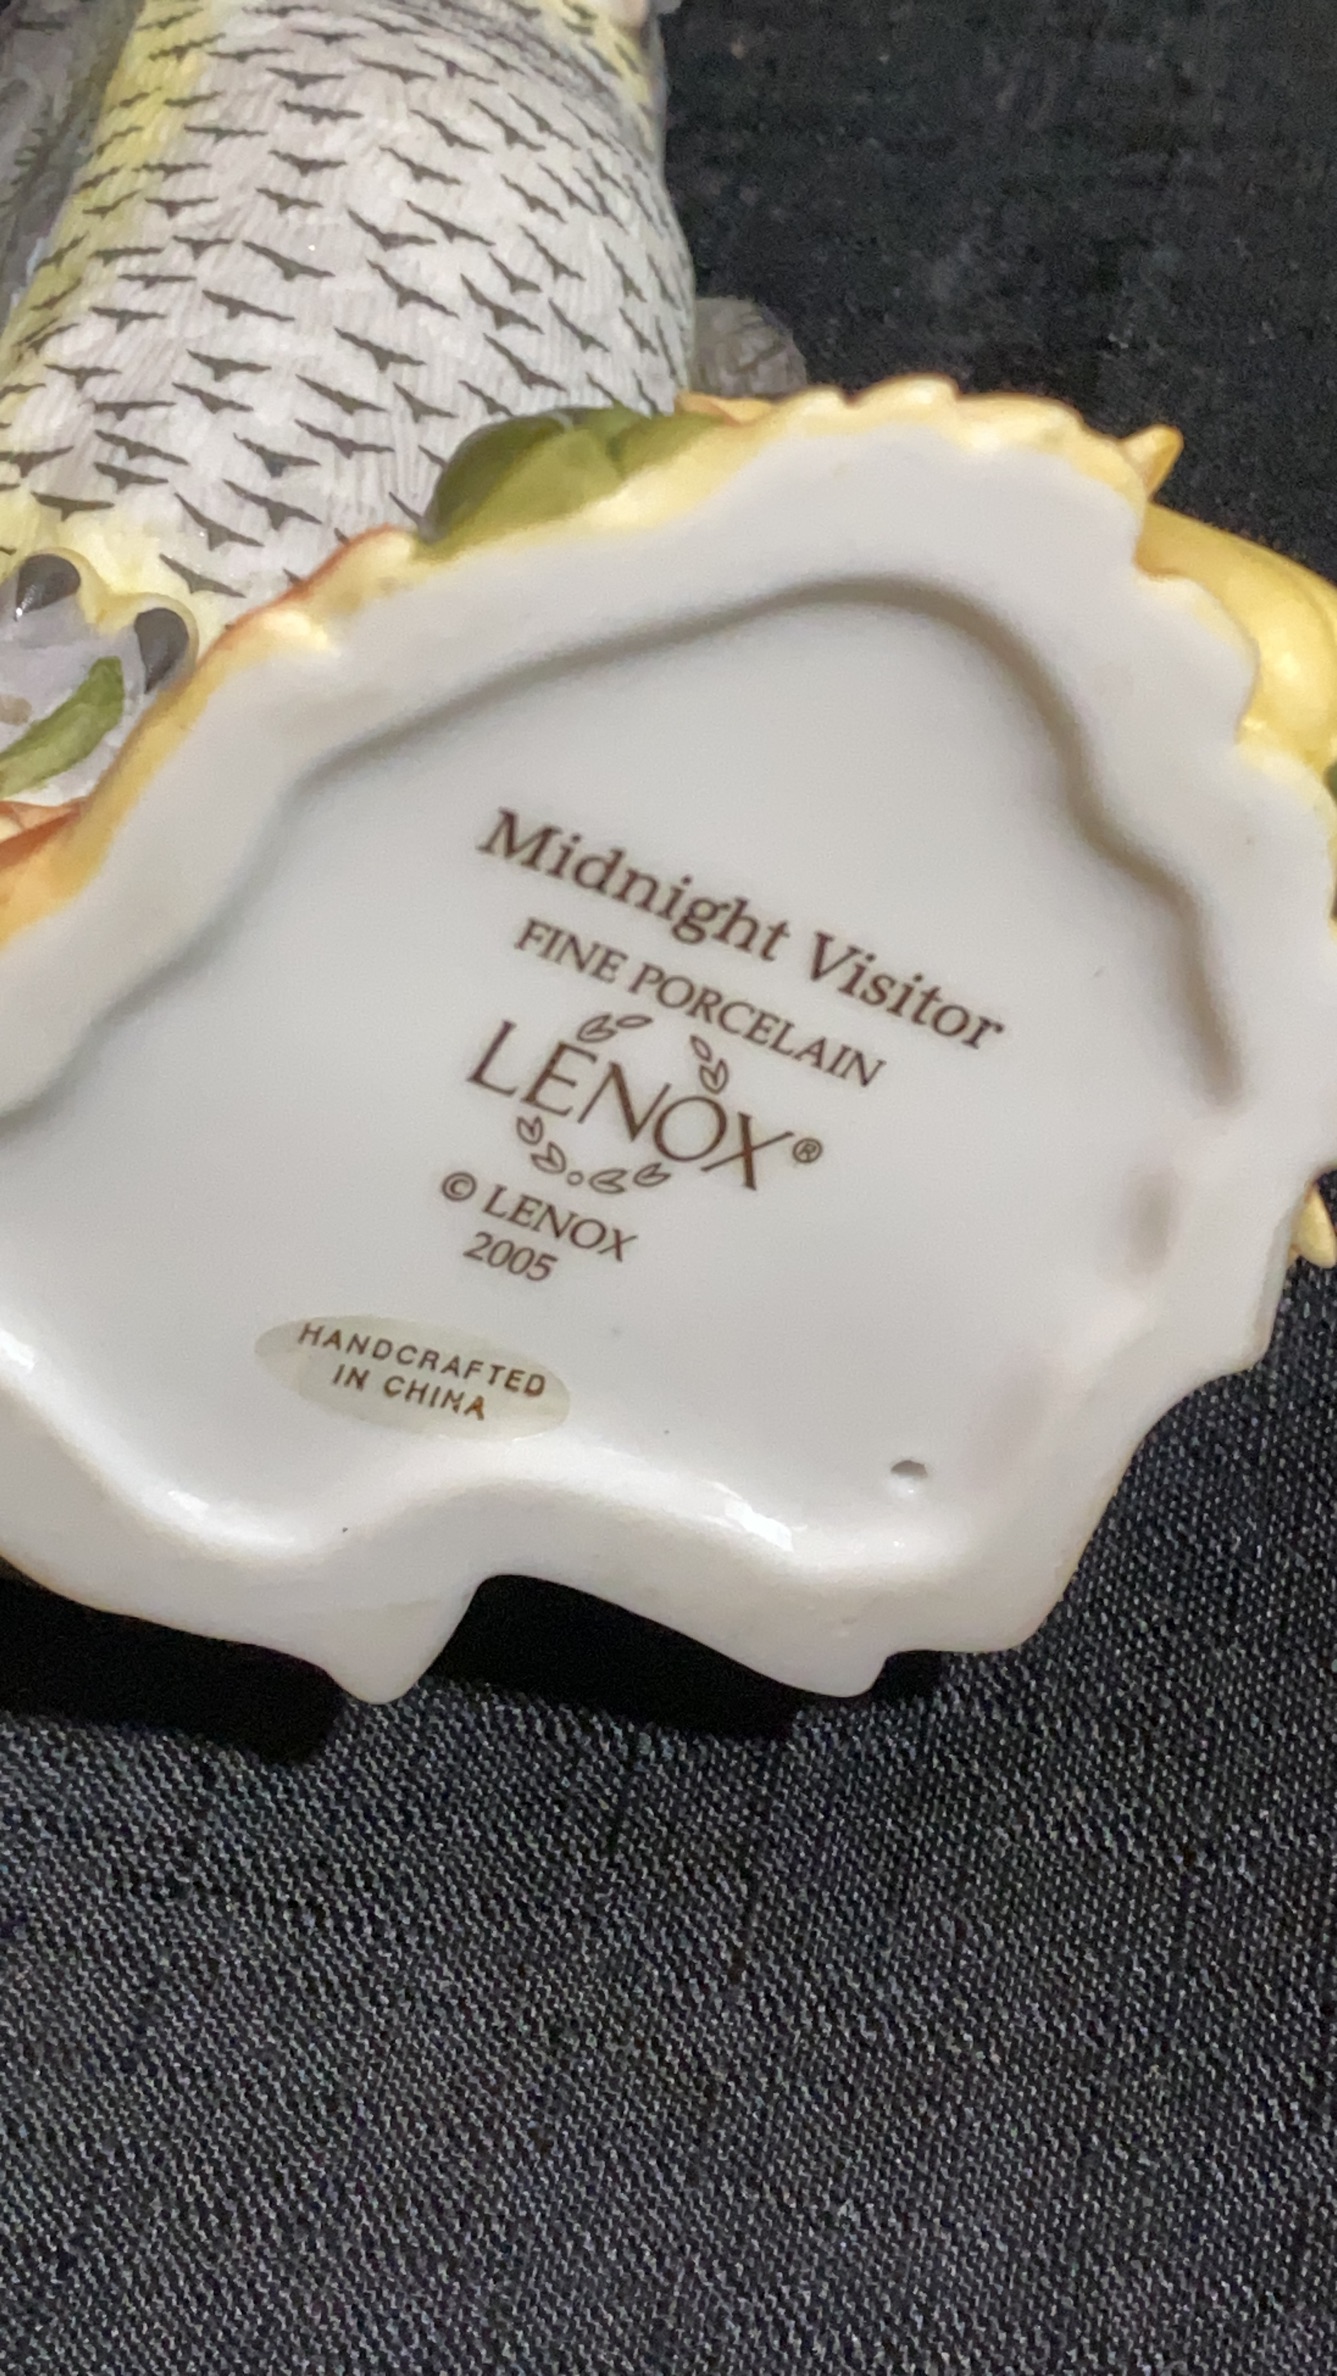 Midnight Visitor
FINE PORCELAIN
LENOX®
© LENOX
2005
HANDCRAFTED
IN CHINA